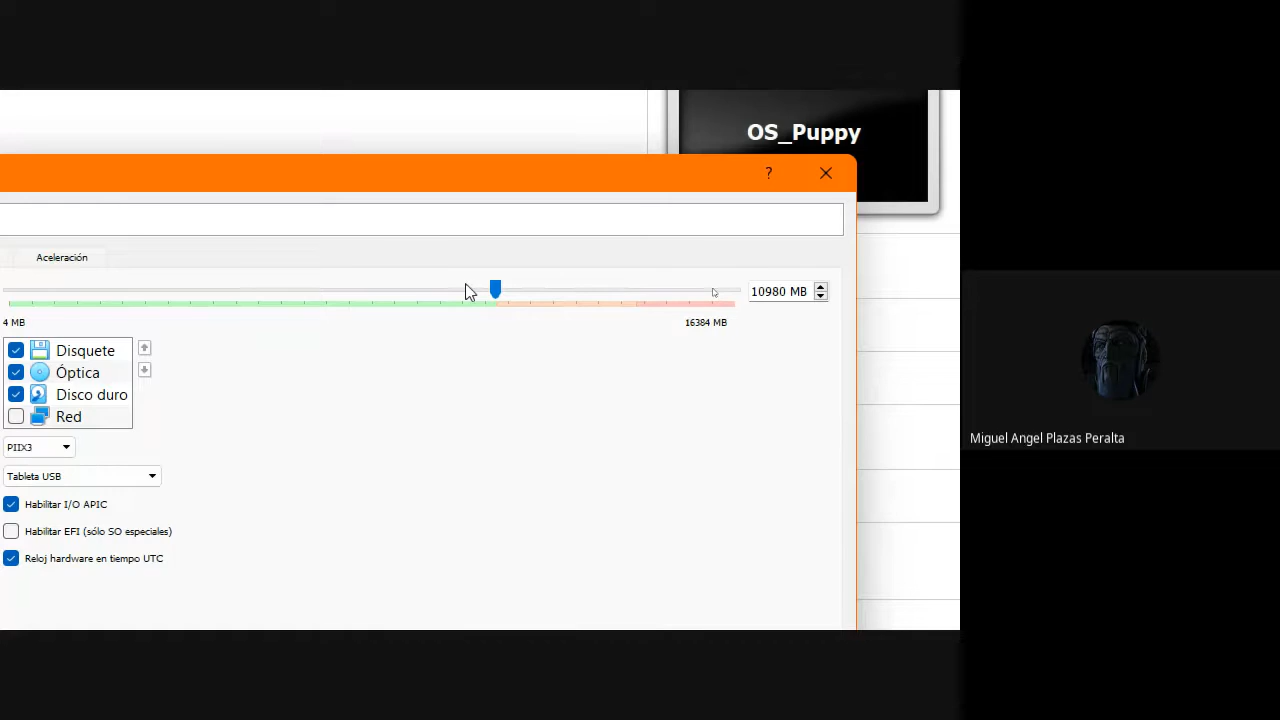 OS_Puppy
?
Aceleración
10980 MB
4 MB
16384 MB
Disquete
Óptica
Disco duro
Red
PIIX3
Tableta USB
Habilitar I/O APIC
Habilitar EFI (sólo SO especiales)
Reloj hardware en tiempo UTC
Miguel Angel Plazas Peralta